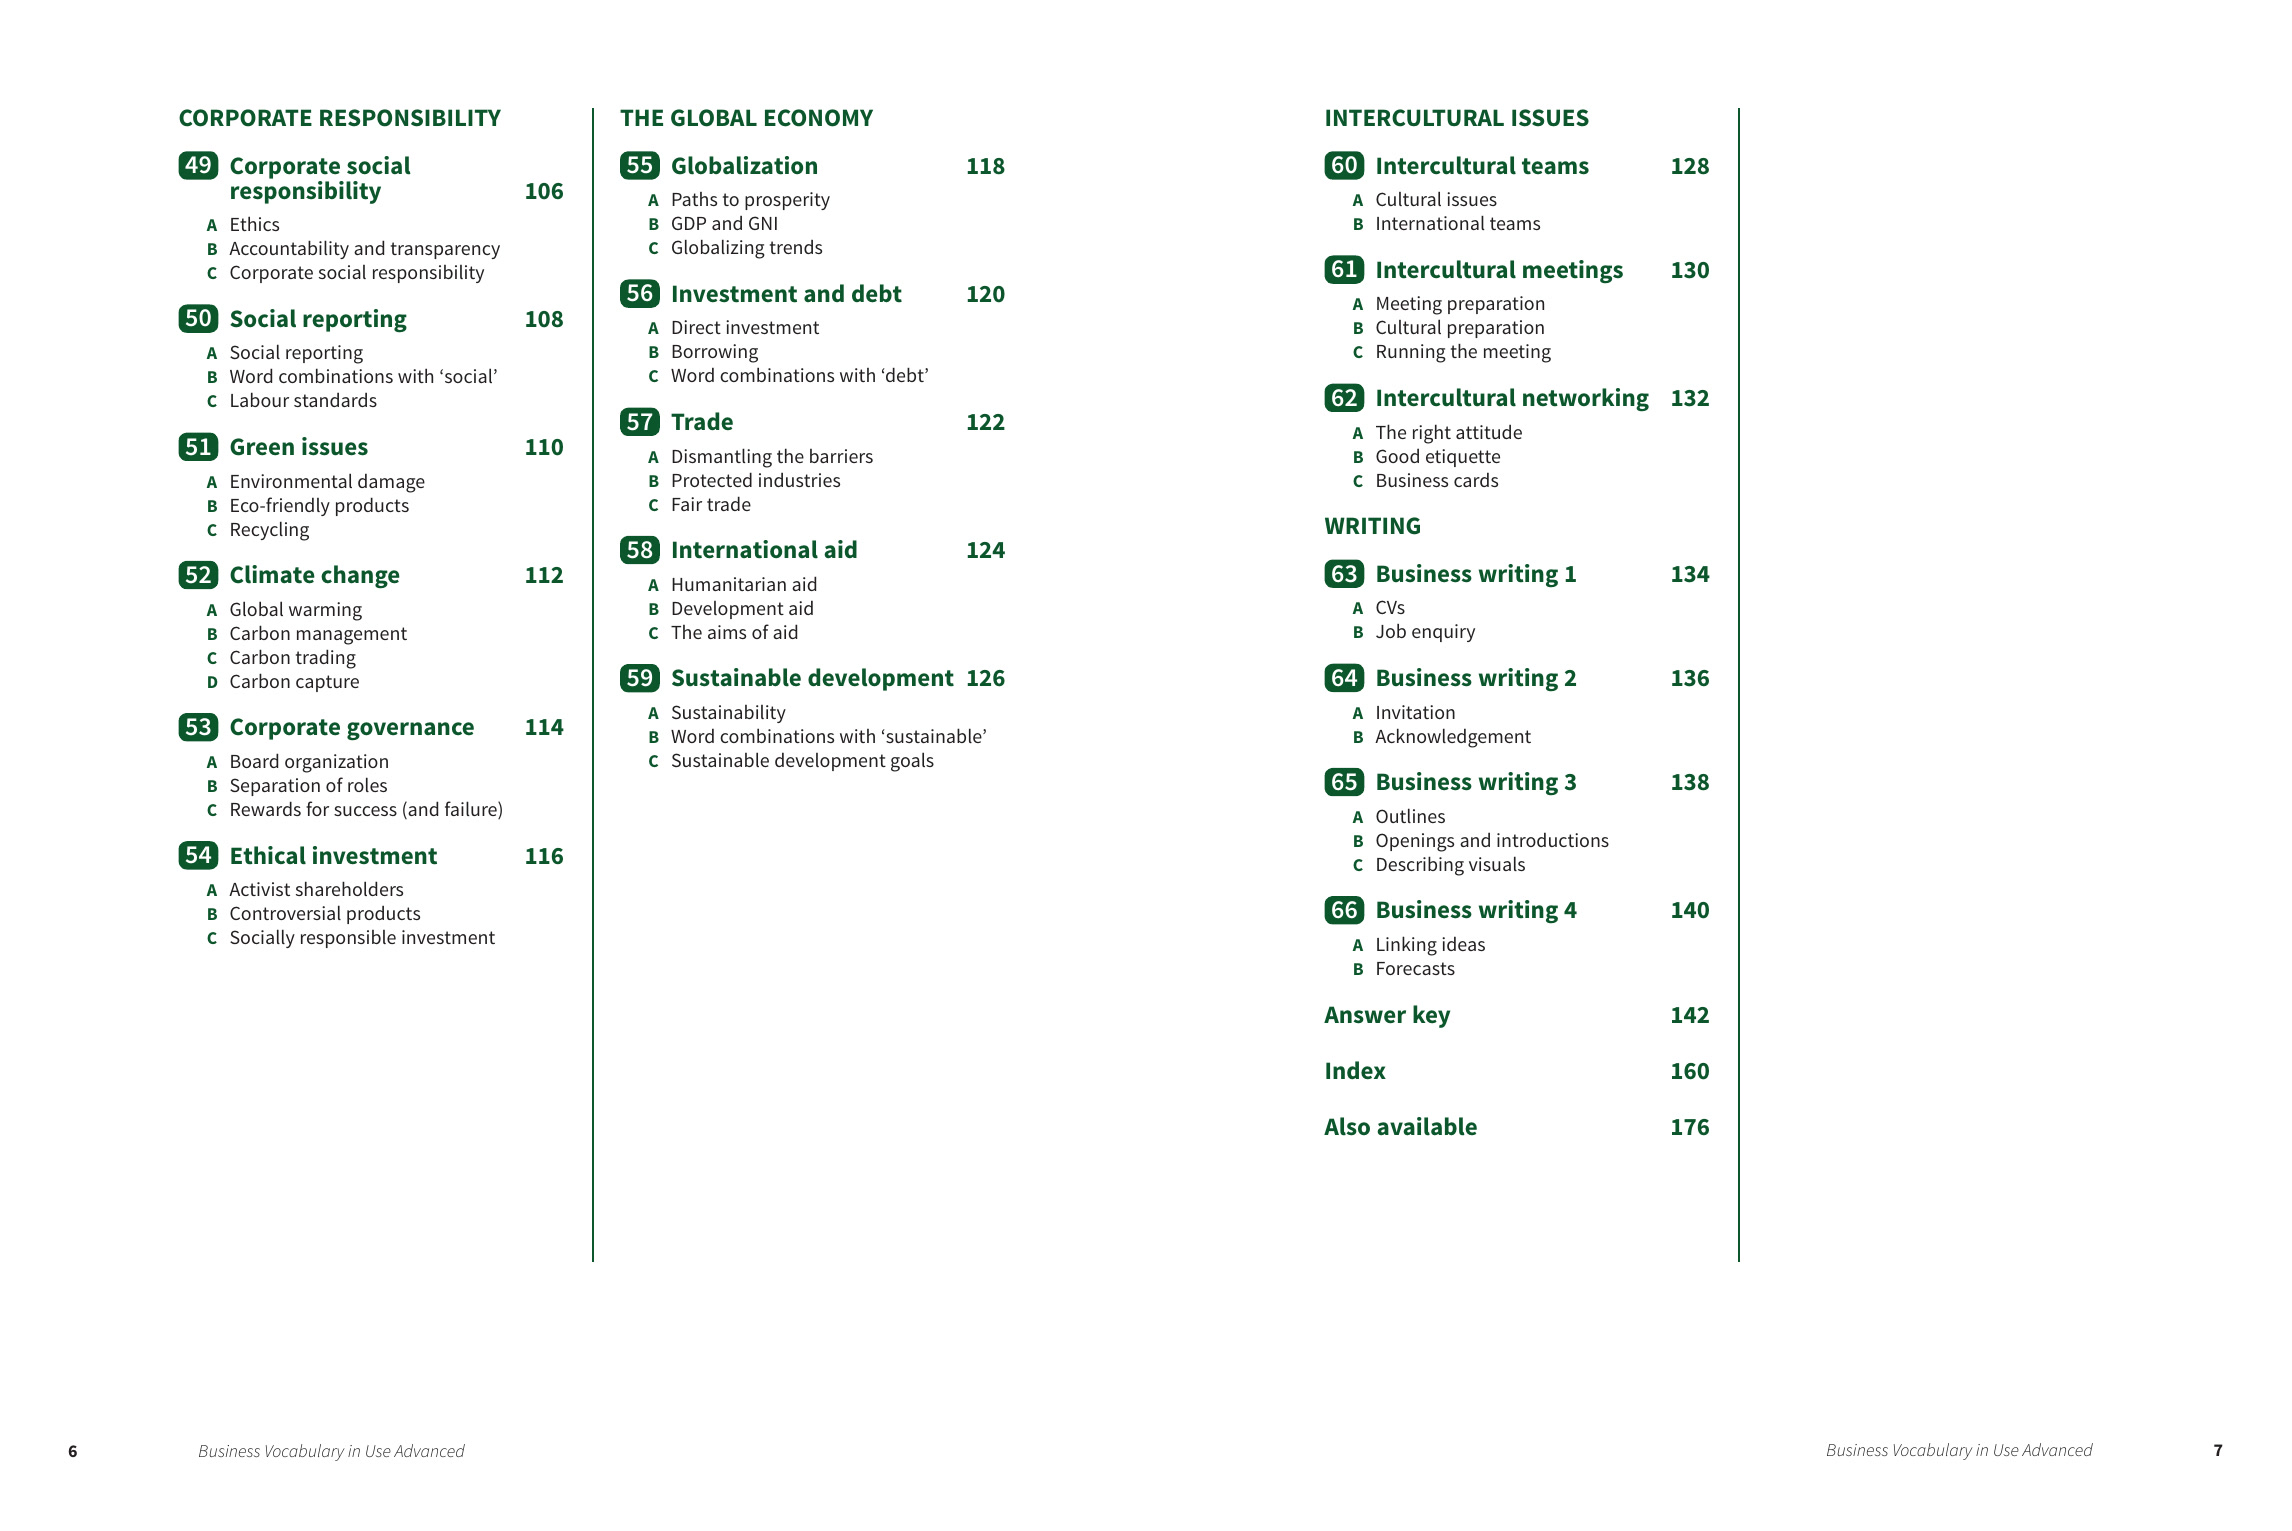 CORPORATE RESPONSIBILITY
49 Corporate social
responsibility 106
A Ethics
B Accountability and transparency
C Corporate social responsibility
50 Social reporting 108
A Social reporting
B Word combinations with ‘social’
C Labour standards
51 Green issues 110
A Environmental damage
B Eco-friendly products
C Recycling
52 Climate change 112
A Global warming
B Carbon management
C Carbon trading
D Carbon capture
53 Corporate governance 114
A Board organization
B Separation of roles
C Rewards for success (and failure)
54 Ethical investment 116
A Activist shareholders
B Controversial products
C Socially responsible investment
THE GLOBAL ECONOMY
55 Globalization 118
A Paths to prosperity
B GDP and GNI
C Globalizing trends
56 Investment and debt 120
A Direct investment
B Borrowing
C Word combinations with ‘debt’
57 Trade 122
A Dismantling the barriers
B Protected industries
C Fair trade
58 International aid 124
A Humanitarian aid
B Development aid
C The aims of aid
59 Sustainable development 126
A Sustainability
B Word combinations with ‘sustainable’
C Sustainable development goals
6 Business Vocabulary in Use Advanced
INTERCULTURAL ISSUES
60 Intercultural teams 128
A Cultural issues
B International teams
61 Intercultural meetings 130
A Meeting preparation
B Cultural preparation
C Running the meeting
62 Intercultural networking 132
A The right attitude
B Good etiquette
C Business cards
WRITING
63 Business writing 1 134
A CVs
B Job enquiry
64 Business writing 2 136
A Invitation
B Acknowledgement
65 Business writing 3 138
A Outlines
B Openings and introductions
C Describing visuals
66 Business writing 4 140
A Linking ideas
B Forecasts
Answer key 142
Index 160
Also available 176
Business Vocabulary in Use Advanced 7